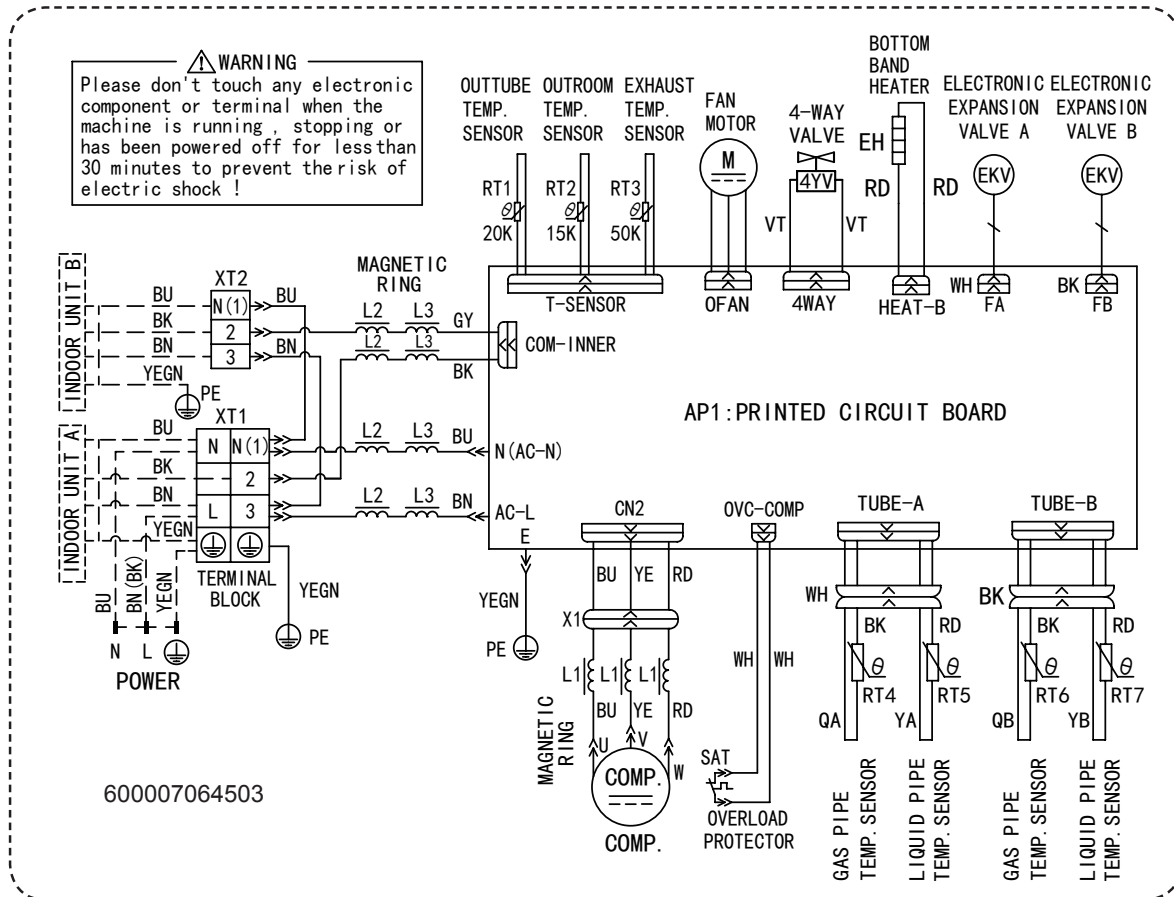 WARNING
Please don't touch any electronic
component or terminal when the
machine is running , stopping or
has been powered off for less than
30 minutes to prevent the risk of
electric shock !
OUTTUBE
TEMP.
SENSOR
OUTROOM
TEMP.
SENSOR
EXHAUST
TEMP.
SENSOR
FAN
MOTOR
4-WAY
VALVE
BOTTOM
BAND
HEATER
ELECTRONIC
EXPANSION
VALVE A
ELECTRONIC
EXPANSION
VALVE B
RT1
θ
20K
RT2
θ
15K
RT3
θ
50K
M
4YV
VT
VT
EH
RD
RD
EKV
EKV
T-SENSOR
OFAN
4WAY
HEAT-B
WH
FA
BK
FB
INDOOR UNIT B
BU
BK
BN
YEGN
PE
XT2
N(1)
2
3
BU
BN
MAGNETIC
RING
L2
L3
GY
L2
L3
BK
COM-INNER
AP1:PRINTED CIRCUIT BOARD
INDOOR UNIT A
BU
BK
BN
YEGN
XT1
N
N(1)
2
L
3
L2
L3
BU
N(AC-N)
L2
L3
BN
AC-L
E
TERMINAL
BLOCK
YEGN
PE
BU
BN(BK)
YEGN
N
L
POWER
YEGN
PE
CN2
BU
YE
RD
X1
L1
L1
L1
BU
YE
RD
MAGNETIC
RING
U
V
W
COMP.
COMP.
OVC-COMP
WH
WH
SAT
OVERLOAD
PROTECTOR
TUBE-A
WH
BK
RD
θ
RT4
θ
RT5
QA
YA
GAS PIPE
TEMP.SENSOR
LIQUID PIPE
TEMP.SENSOR
TUBE-B
BK
BK
RD
θ
RT6
θ
RT7
QB
YB
GAS PIPE
TEMP.SENSOR
LIQUID PIPE
TEMP.SENSOR
600007064503